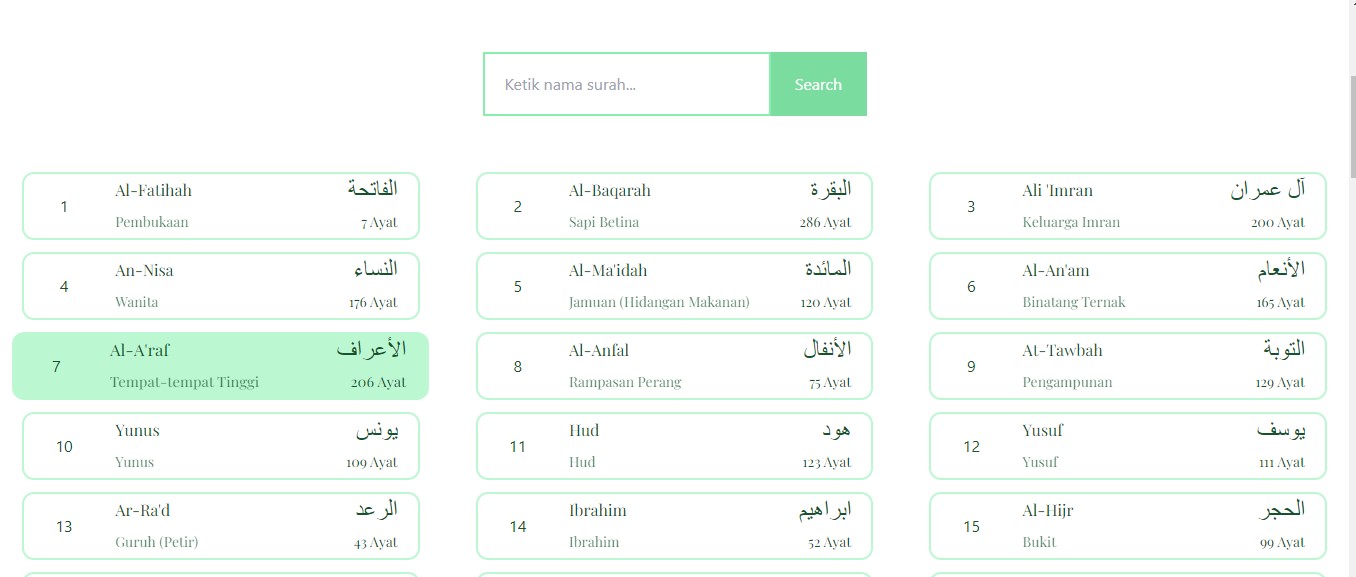 Ketik nama surah...
Search
1
Al-Fatihah
الفاتحة
Pembukaan
7 Ayat
2
Al-Baqarah
البقرة
Sapi Betina
286 Ayat
3
Ali 'Imran
آل عمران
Keluarga Imran
200 Ayat
4
An-Nisa
النساء
Wanita
176 Ayat
5
Al-Ma'idah
المائدة
Jamuan (Hidangan Makanan)
120 Ayat
6
Al-An'am
الأنعام
Binatang Ternak
165 Ayat
7
Al-A'raf
الأعراف
Tempat-tempat Tinggi
206 Ayat
8
Al-Anfal
الأنفال
Rampasan Perang
75 Ayat
9
At-Tawbah
التوبة
Pengampunan
129 Ayat
10
Yunus
يونس
Yunus
109 Ayat
11
Hud
هود
Hud
123 Ayat
12
Yusuf
يوسف
Yusuf
111 Ayat
13
Ar-Ra'd
الرعد
Guruh (Petir)
43 Ayat
14
Ibrahim
ابراهيم
Ibrahim
52 Ayat
15
Al-Hijr
الحجر
Bukit
99 Ayat